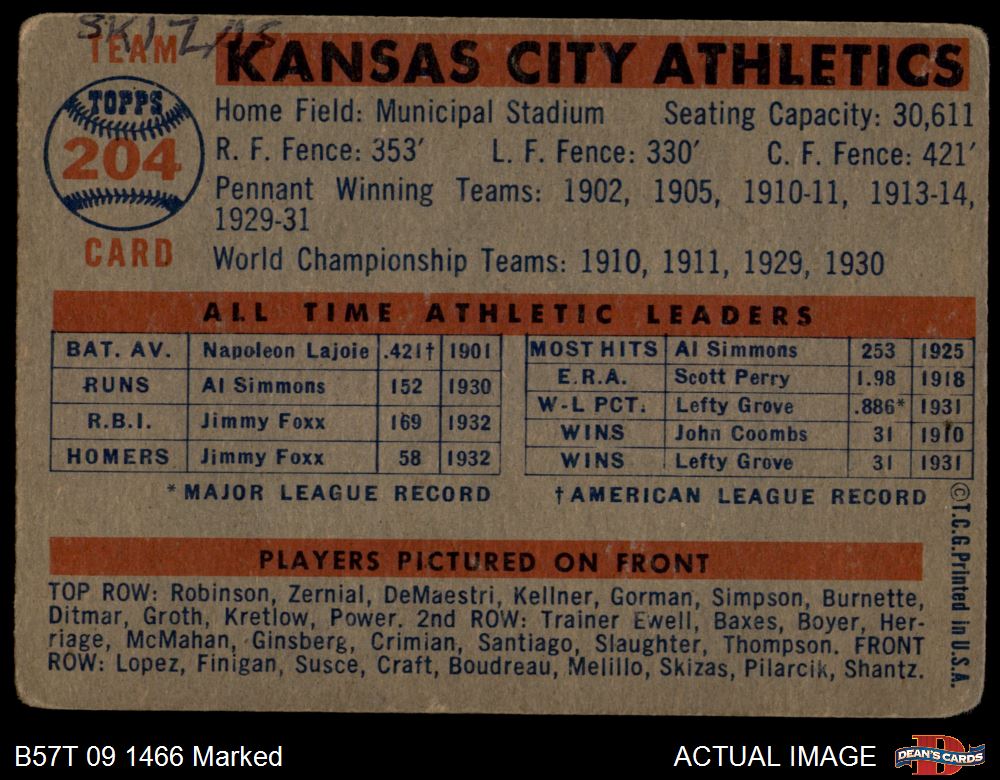 SKIZAS
TEAM
TOPPS
204
CARD
KANSAS CITY ATHLETICS
Home Field: Municipal Stadium Seating Capacity: 30,611
R. F. Fence: 353′ L. F. Fence: 330′ C. F. Fence: 421′
Pennant Winning Teams: 1902, 1905, 1910-11, 1913-14,
1929-31
World Championship Teams: 1910, 1911, 1929, 1930
ALL TIME ATHLETIC LEADERS
BAT. AV. Napoleon Lajoie .421† 1901
RUNS Al Simmons 152 1930
R.B.I. Jimmy Foxx 169 1932
HOMERS Jimmy Foxx 58 1932
MOST HITS Al Simmons 253 1925
E.R.A. Scott Perry 1.98 1918
W-L PCT. Lefty Grove .886* 1931
WINS John Coombs 31 1910
WINS Lefty Grove 31 1931
*MAJOR LEAGUE RECORD †AMERICAN LEAGUE RECORD
©T.C.G. Printed in U.S.A.
PLAYERS PICTURED ON FRONT
TOP ROW: Robinson, Zernial, DeMaestri, Kellner, Gorman, Simpson, Burnette,
Ditmar, Groth, Kretlow, Power. 2nd ROW: Trainer Ewell, Baxes, Boyer, Her-
riage, McMahan, Ginsberg, Crimian, Santiago, Slaughter, Thompson. FRONT
ROW: Lopez, Finigan, Susce, Craft, Boudreau, Melillo, Skizas, Pilarcik, Shantz.
B57T 09 1466 Marked
ACTUAL IMAGE
DEAN'S CARDS